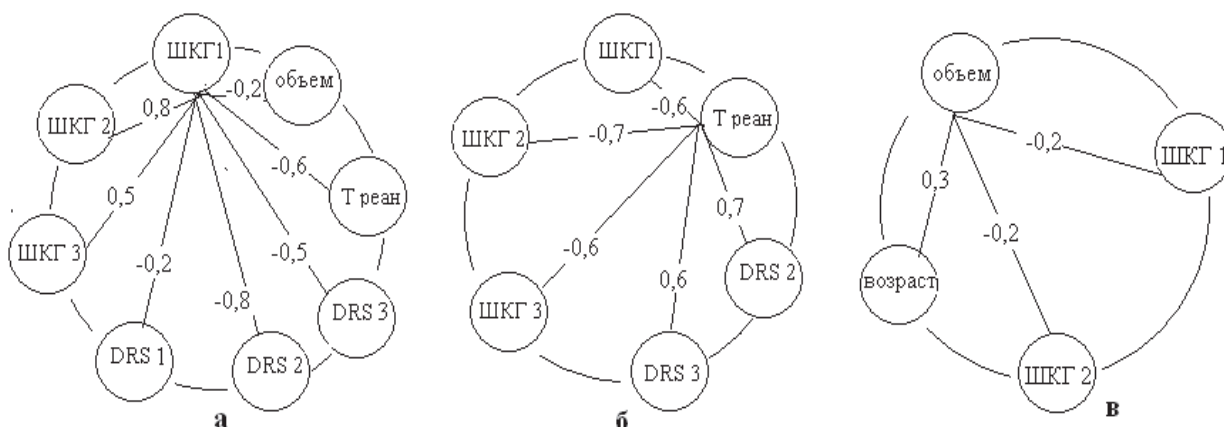 ШКГ1
объем
-0,2
0,8
ШКГ 2
-0,6
Т реан
0,5
ШКГ 3
-0,5
-0,2
-0,8
DRS 3
DRS 1
DRS 2
а
ШКГ1
-0,6
Т реан
ШКГ 2
-0,7
0,7
-0,6
DRS 2
0,6
ШКГ 3
DRS 3
б
объем
-0,2
ШКГ 1
0,3
-0,2
возраст
ШКГ 2
в